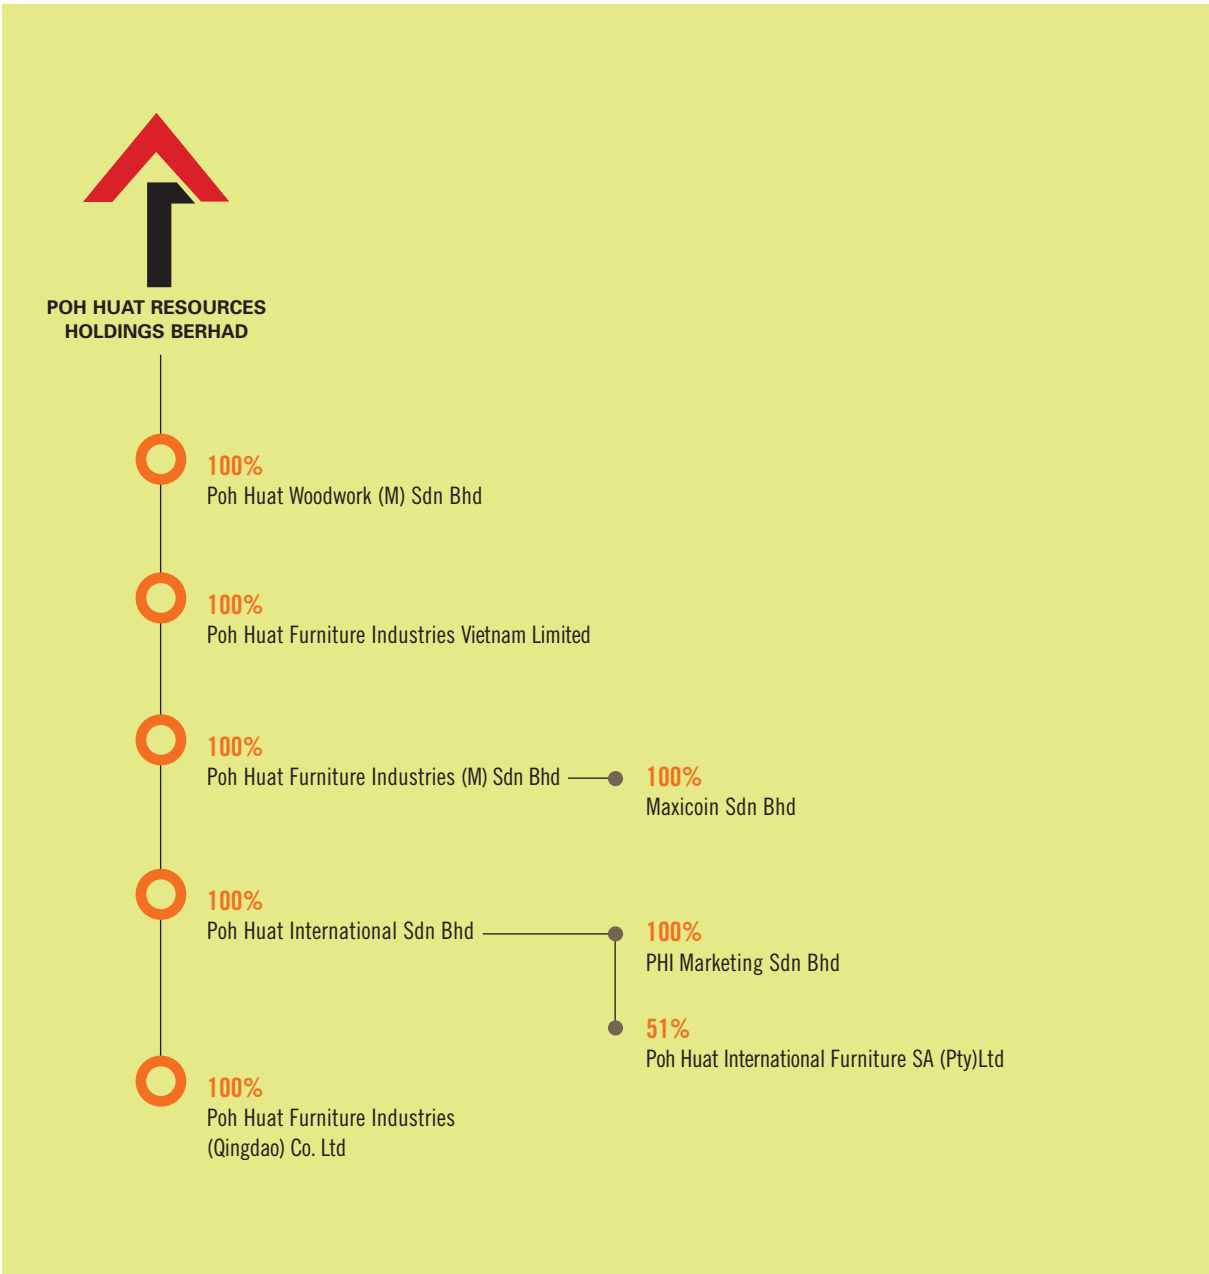 POH HUAT RESOURCES
HOLDINGS BERHAD
100%
Poh Huat Woodwork (M) Sdn Bhd
100%
Poh Huat Furniture Industries Vietnam Limited
100%
Poh Huat Furniture Industries (M) Sdn Bhd
100%
Maxicoin Sdn Bhd
100%
Poh Huat International Sdn Bhd
100%
PHI Marketing Sdn Bhd
51%
Poh Huat International Furniture SA (Pty)Ltd
100%
Poh Huat Furniture Industries
(Qingdao) Co. Ltd